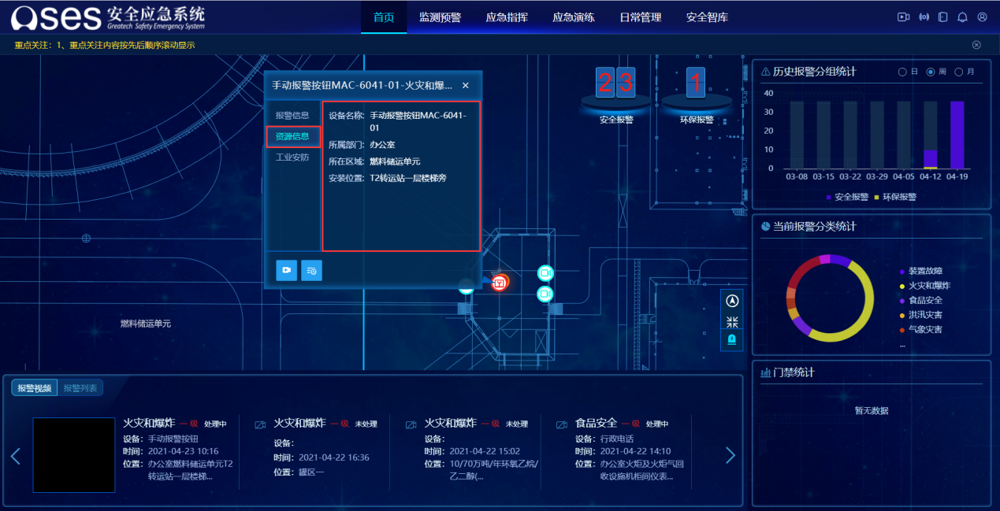 OSES 安全应急系统
Greatech Safety Emergency System
首页 监测预警 应急指挥 应急演练 日常管理 安全智库
重点关注：1、重点关注内容按先后顺序滚动显示
手动报警按钮MAC-6041-01-火灾和爆...
报警信息
资源信息
工业安防
设备名称: 手动报警按钮MAC-6041-
01
所属部门: 办公室
所在区域: 燃料储运单元
安装位置: T2转运站一层楼梯旁
23
安全报警
1
环保报警
燃料储运单元
历史报警分组统计 日 周 月
40
30
20
10
0
03-08 03-15 03-22 03-29 04-05 04-12 04-19
安全报警 环保报警
当前报警分类统计
装置故障
火灾和爆炸
食品安全
洪汛灾害
气象灾害
...
门禁统计
暂无数据
报警视频 报警列表
火灾和爆炸 一级 处理中
设备: 手动报警按钮
时间: 2021-04-23 10:16
位置: 办公室燃料储运单元T2
转运站一层楼梯...
火灾和爆炸 一级 未处理
设备:
时间: 2021-04-22 16:36
位置: 罐区一
火灾和爆炸 一级 未处理
设备:
时间: 2021-04-22 15:02
位置: 10/70万吨/年环氧乙烷/
乙二醇(...
食品安全 一级 处理中
设备: 行政电话
时间: 2021-04-22 14:10
位置: 办公室火炬及火炬气回
收设施机柜间仪表...